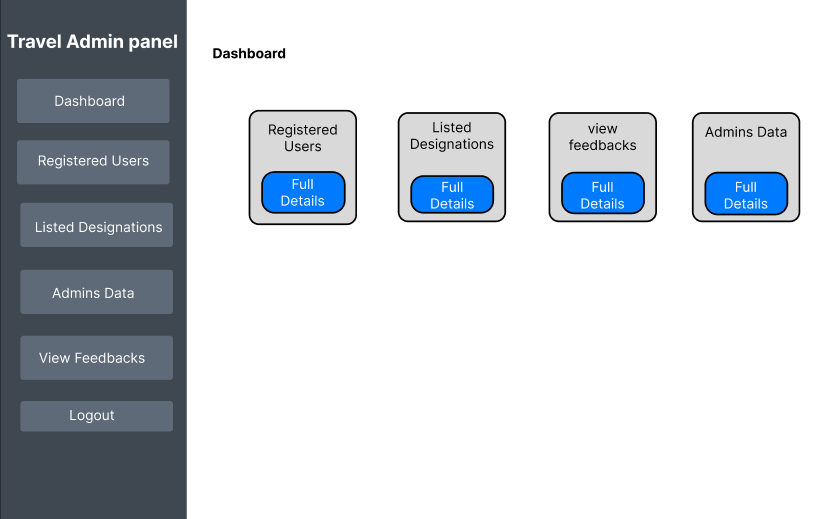 Travel Admin panel
Dashboard
Registered Users
Listed Designations
Admins Data
View Feedbacks
Logout
Dashboard
Registered
Users
Full
Details
Listed
Designations
Full
Details
view
feedbacks
Full
Details
Admins Data
Full
Details